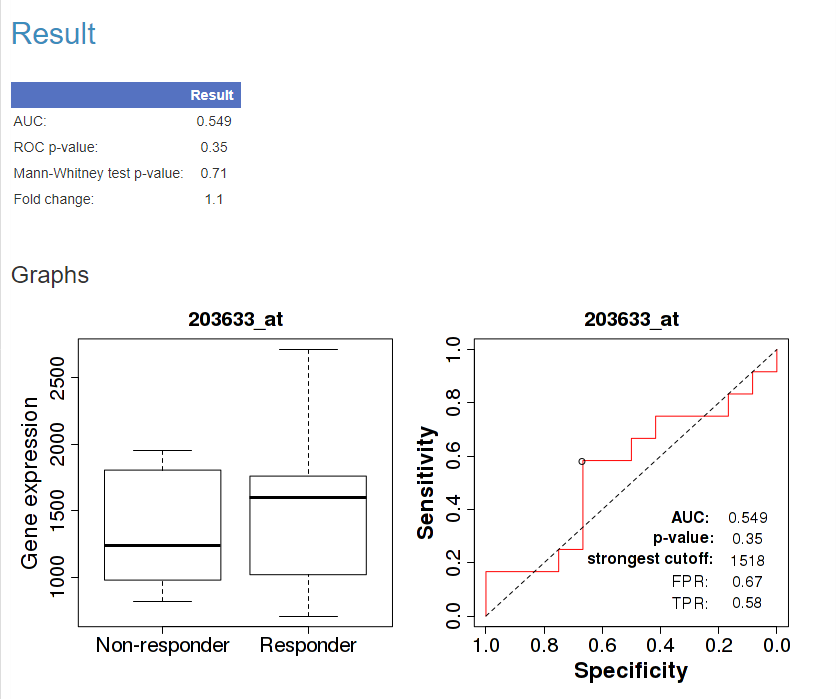 Result
Result
AUC: 0.549
ROC p-value: 0.35
Mann-Whitney test p-value: 0.71
Fold change: 1.1
Graphs
203633_at
Gene expression
2500
2000
1500
1000
Non-responder Responder
203633_at
Sensitivity
1.0
0.8
0.6
0.4
0.2
0.0
AUC: 0.549
p-value: 0.35
strongest cutoff: 1518
FPR: 0.67
TPR: 0.58
1.0 0.8 0.6 0.4 0.2 0.0
Specificity